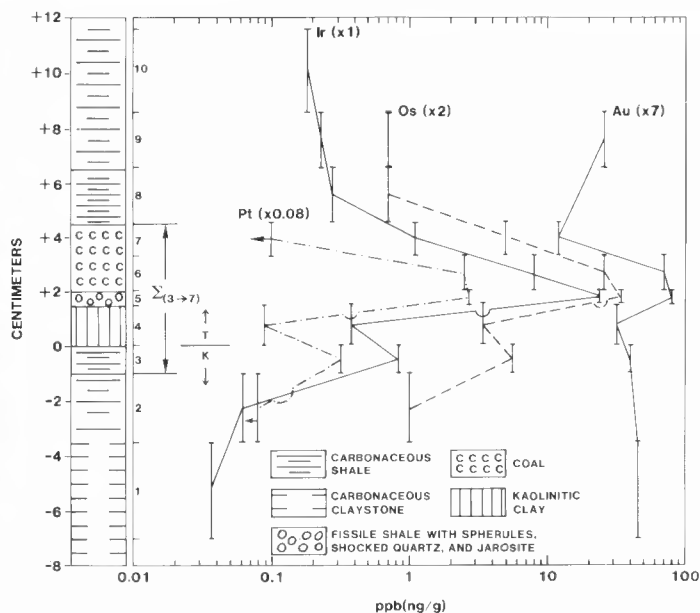 +12
+10
+8
+6
+4
+2
0
-2
-4
-6
-8
CENTIMETERS
10
9
8
7
6
5
4
3
2
1
Σ(3→7)
T
K
Ir (x1)
Os (x2)
Au (x7)
Pt (x0.08)
CARBONACEOUS
SHALE
COAL
CARBONACEOUS
CLAYSTONE
KAOLINITIC
CLAY
FISSILE SHALE WITH SPHERULES,
SHOCKED QUARTZ, AND JAROSITE
C C C C
C C C C
C C C C
C C C C
C C C C
C C C C
C C C C
0.01
0.1
1
10
100
ppb(ng/g)